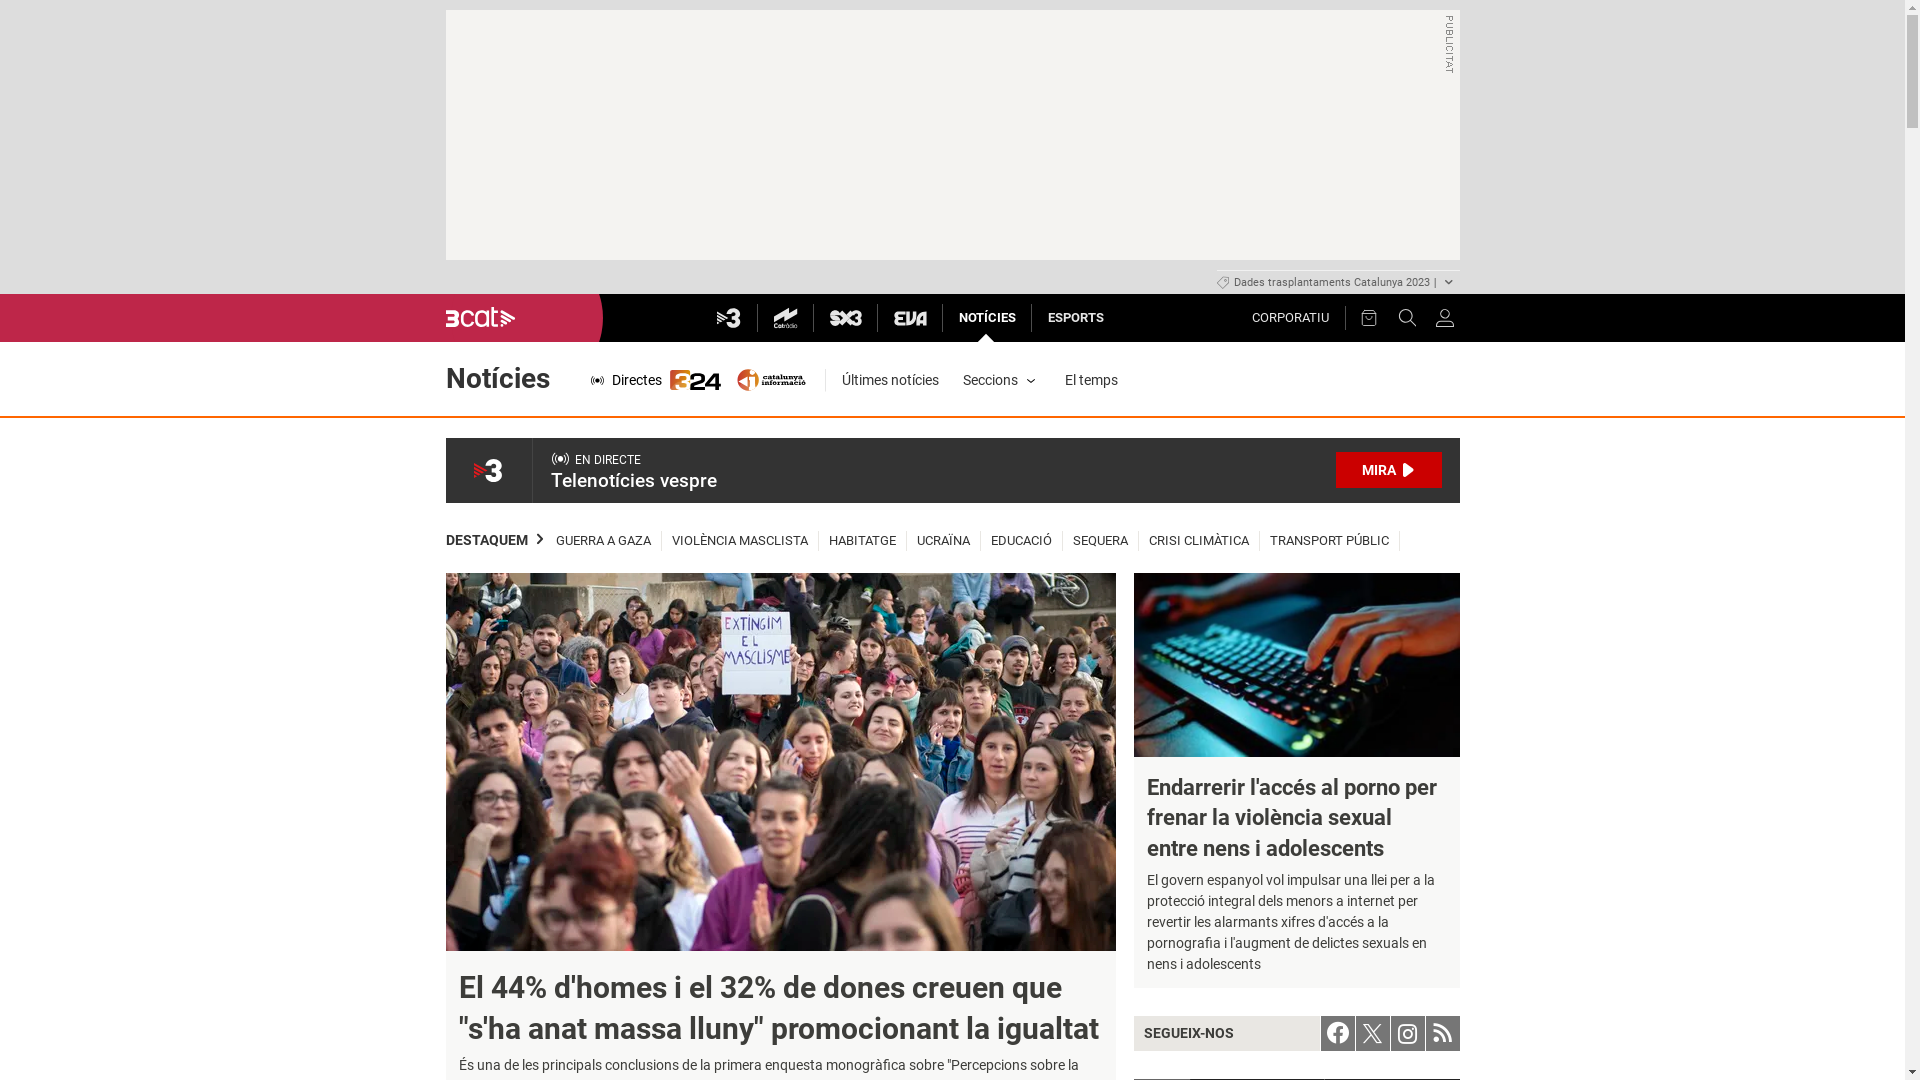 PUBLICITAT
Dades trasplantaments Catalunya 2023 |
3cat
3
Catràdio
SX3
EVA
NOTÍCIES
ESPORTS
CORPORATIU
Notícies
Directes
324
catalunya
informació
Últimes notícies
Seccions
El temps
3
EN DIRECTE
Telenotícies vespre
MIRA
DESTAQUEM
GUERRA A GAZA
VIOLÈNCIA MASCLISTA
HABITATGE
UCRAÏNA
EDUCACIÓ
SEQUERA
CRISI CLIMÀTICA
TRANSPORT PÚBLIC
EXTINGIM
EL
MASCLISME
El 44% d'homes i el 32% de dones creuen que
"s'ha anat massa lluny" promocionant la igualtat
És una de les principals conclusions de la primera enquesta monogràfica sobre "Percepcions sobre la
Endarrerir l'accés al porno per
frenar la violència sexual
entre nens i adolescents
El govern espanyol vol impulsar una llei per a la
protecció integral dels menors a internet per
revertir les alarmants xifres d'accés a la
pornografia i l'augment de delictes sexuals en
nens i adolescents
SEGUEIX-NOS